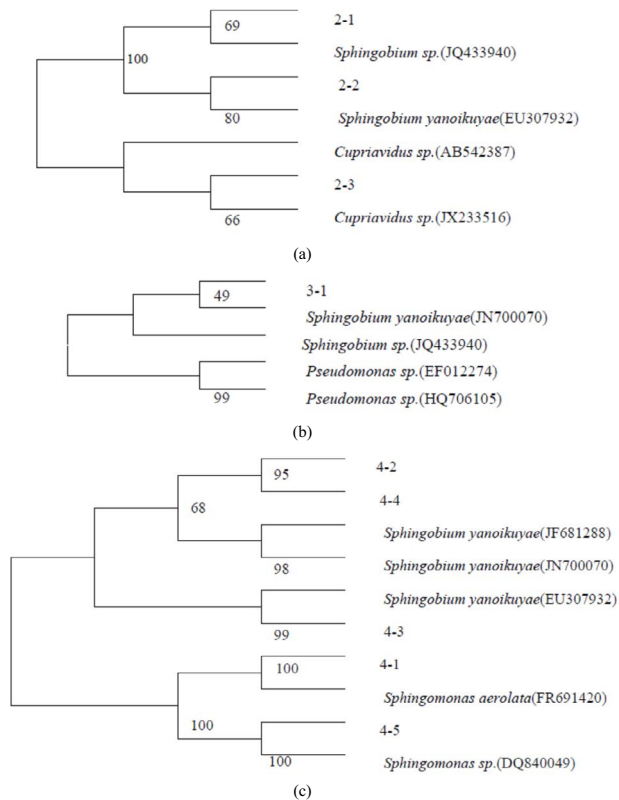 69
2-1
Sphingobium sp.(JQ433940)
100
2-2
80
Sphingobium yanoikuyae(EU307932)
Cupriavidus sp.(AB542387)
2-3
66
Cupriavidus sp.(JX233516)
(a)
49
3-1
Sphingobium yanoikuyae(JN700070)
Sphingobium sp.(JQ433940)
Pseudomonas sp.(EF012274)
99
Pseudomonas sp.(HQ706105)
(b)
95
4-2
4-4
68
Sphingobium yanoikuyae(JF681288)
98
Sphingobium yanoikuyae(JN700070)
Sphingobium yanoikuyae(EU307932)
99
4-3
100
4-1
Sphingomonas aerolata(FR691420)
100
4-5
100
Sphingomonas sp.(DQ840049)
(c)